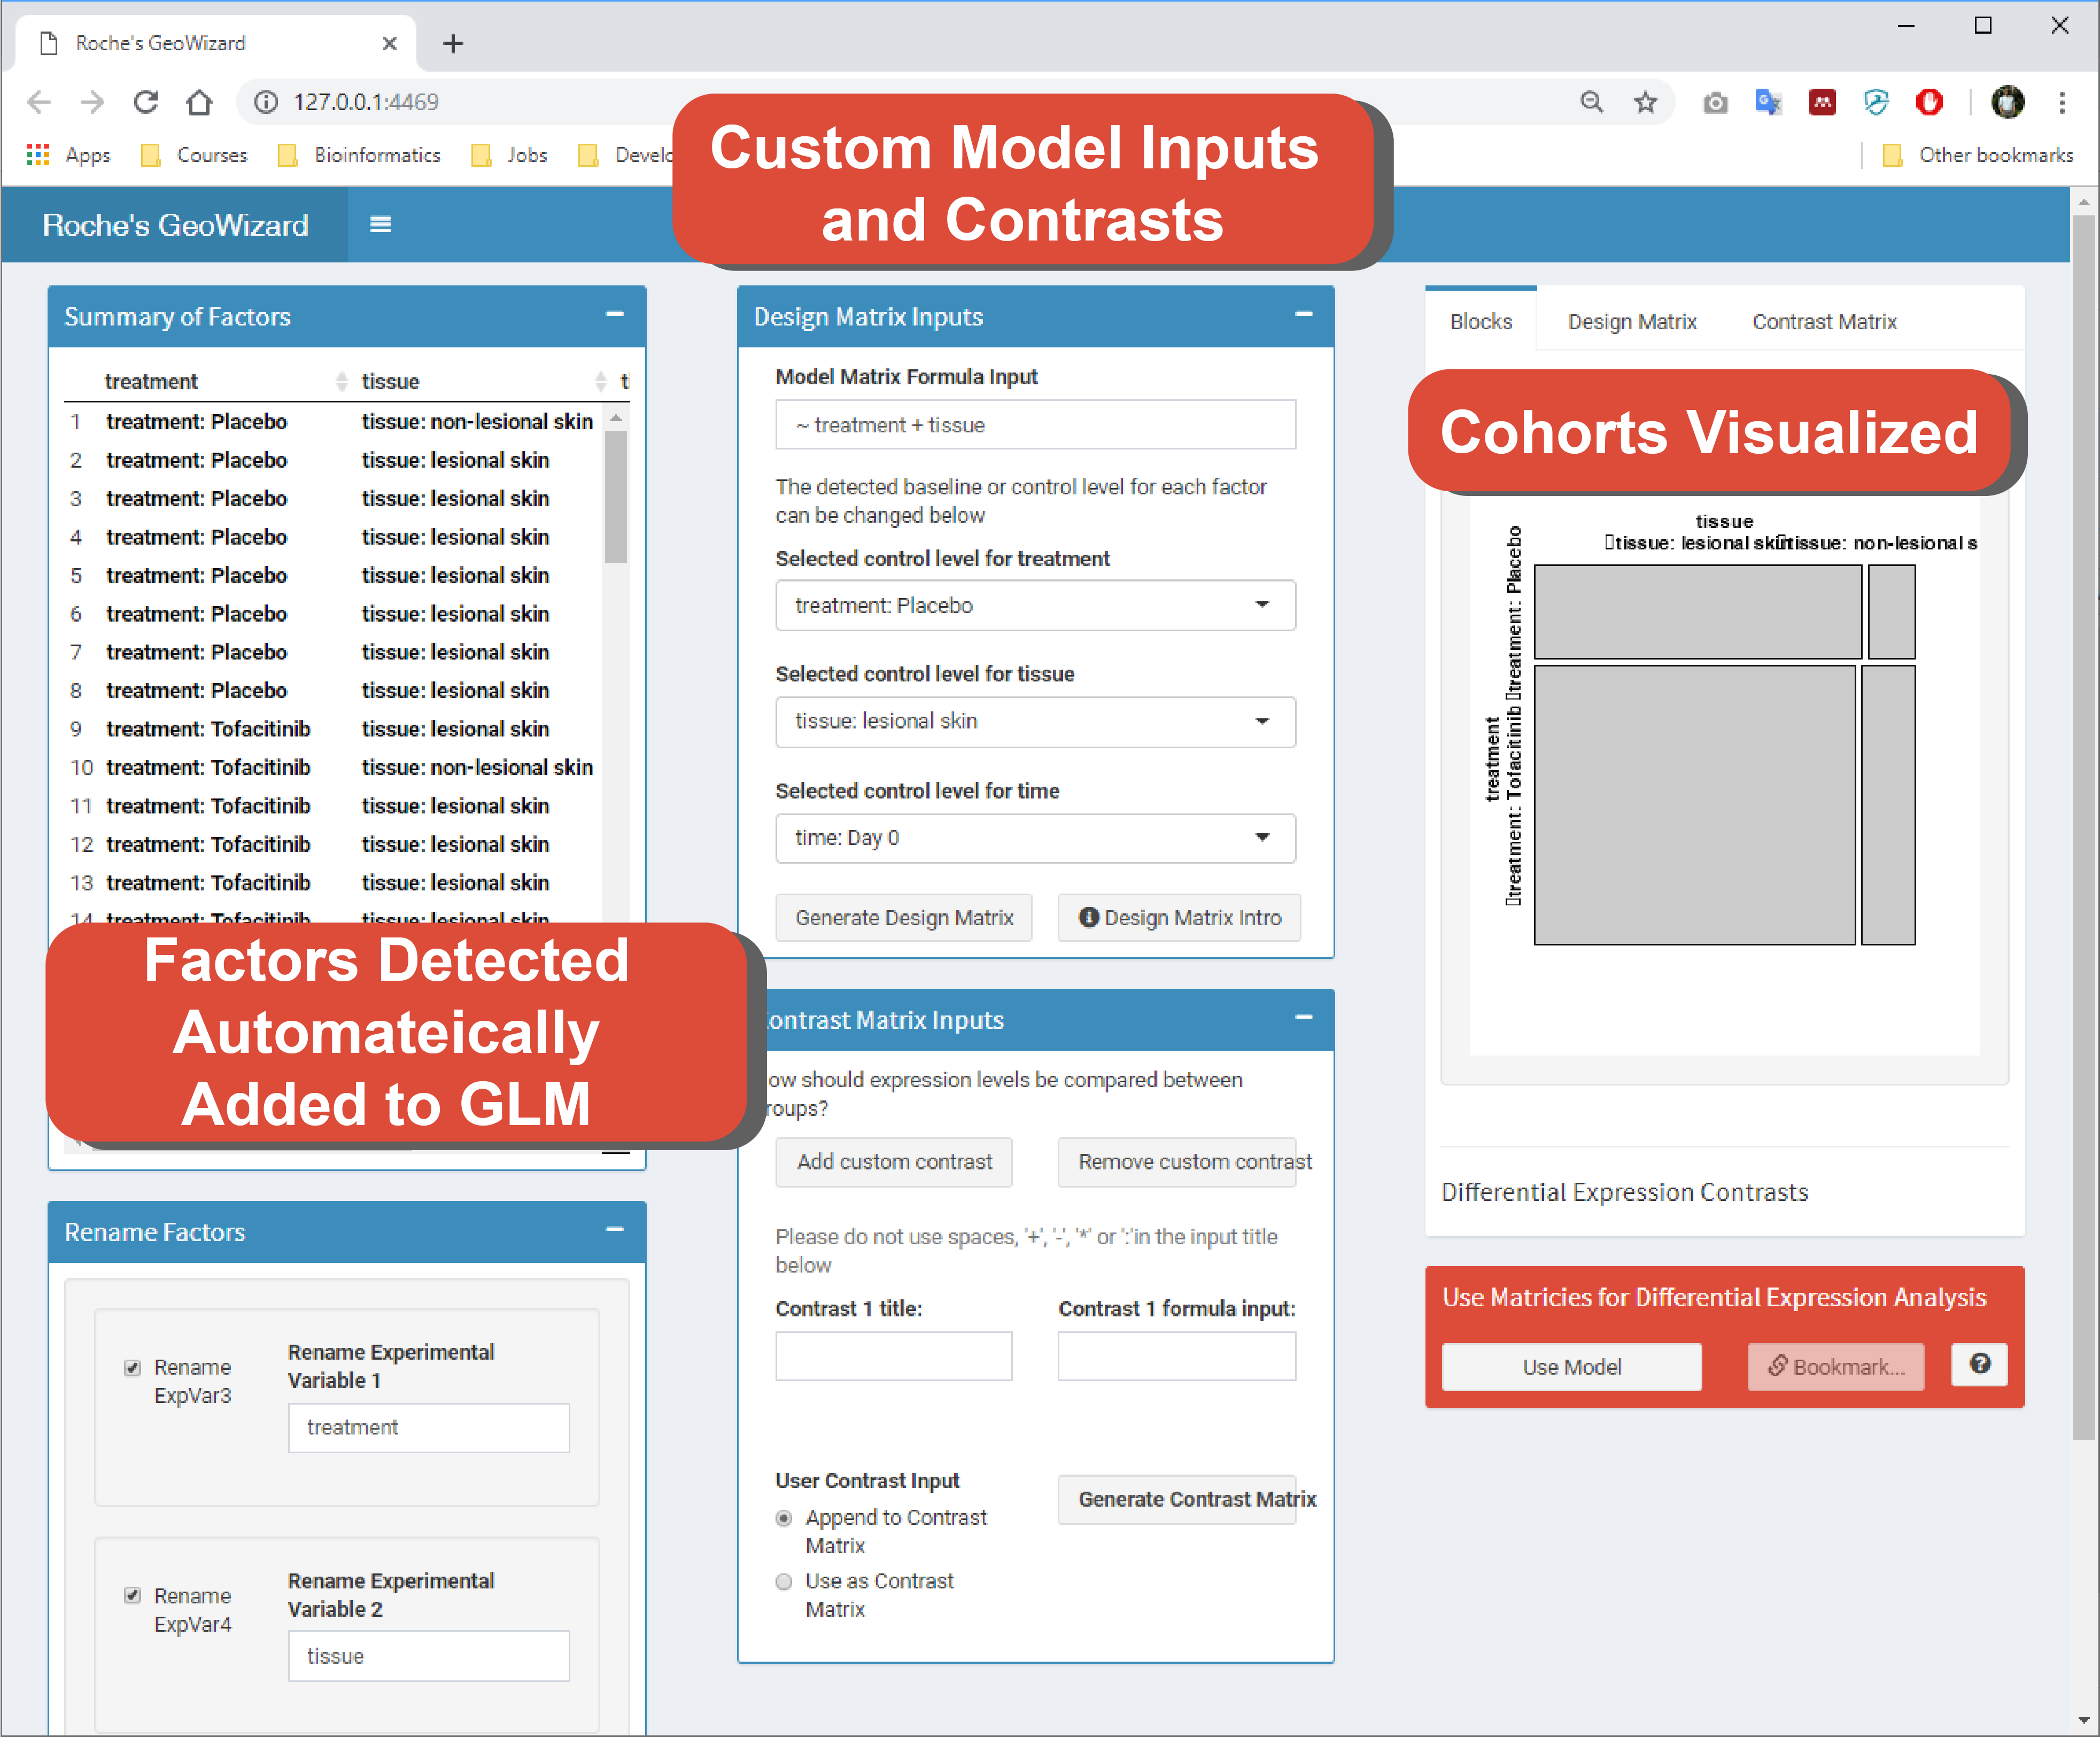 Roche's GeoWizard
127.0.0.1:4469
Apps Courses Bioinformatics Jobs Develo
Other bookmarks
Custom Model Inputs
and Contrasts
Roche's GeoWizard
Summary of Factors
treatment tissue ti
1 treatment: Placebo tissue: non-lesional skin
2 treatment: Placebo tissue: lesional skin
3 treatment: Placebo tissue: lesional skin
4 treatment: Placebo tissue: lesional skin
5 treatment: Placebo tissue: lesional skin
6 treatment: Placebo tissue: lesional skin
7 treatment: Placebo tissue: lesional skin
8 treatment: Placebo tissue: lesional skin
9 treatment: Tofacitinib tissue: lesional skin
10 treatment: Tofacitinib tissue: non-lesional skin
11 treatment: Tofacitinib tissue: lesional skin
12 treatment: Tofacitinib tissue: lesional skin
13 treatment: Tofacitinib tissue: lesional skin
14 treatment: Tofacitinib tissue: lesional skin
Factors Detected
Automateically
Added to GLM
Rename Factors
Rename
ExpVar3
Rename Experimental
Variable 1
treatment
Rename
ExpVar4
Rename Experimental
Variable 2
tissue
Design Matrix Inputs
Model Matrix Formula Input
~ treatment + tissue
The detected baseline or control level for each factor
can be changed below
Selected control level for treatment
treatment: Placebo
Selected control level for tissue
tissue: lesional skin
Selected control level for time
time: Day 0
Generate Design Matrix Design Matrix Intro
ontrast Matrix Inputs
ow should expression levels be compared between
roups?
Add custom contrast Remove custom contrast
Please do not use spaces, '+', '-', '*' or ':'in the input title
below
Contrast 1 title: Contrast 1 formula input:
User Contrast Input
Append to Contrast
Matrix
Use as Contrast
Matrix
Generate Contrast Matrix
Blocks Design Matrix Contrast Matrix
Cohorts Visualized
tissue
tissue: lesional skin tissue: non-lesional s
treatment
treatment: Tofacitinib treatment: Placebo
Differential Expression Contrasts
Use Matricies for Differential Expression Analysis
Use Model Bookmark...